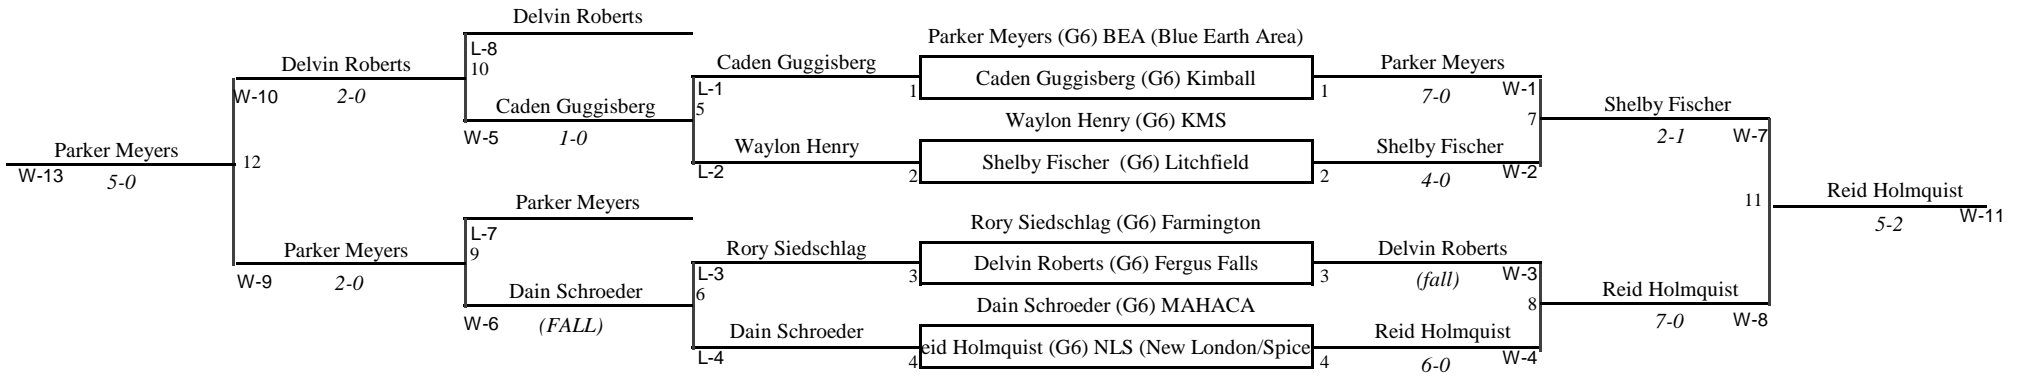 Delvin Roberts
L-8
10
Delvin Roberts
W-10
2-0
Caden Guggisberg
W-5
1-0
Parker Meyers
W-13
5-0
12
Parker Meyers
L-7
9
Parker Meyers
W-9
2-0
Dain Schroeder
W-6
(FALL)
Caden Guggisberg
L-1
5
Waylon Henry
L-2
Rory Siedschlag
L-3
6
Dain Schroeder
L-4
Parker Meyers (G6) BEA (Blue Earth Area)
1 Caden Guggisberg (G6) Kimball 1
Waylon Henry (G6) KMS
2 Shelby Fischer (G6) Litchfield 2
Rory Siedschlag (G6) Farmington
3 Delvin Roberts (G6) Fergus Falls 3
Dain Schroeder (G6) MAHACA
4 eid Holmquist (G6) NLS (New London/Spice 4
Parker Meyers
7-0
W-1
7
Shelby Fischer
4-0
W-2
Delvin Roberts
(fall)
W-3
8
Reid Holmquist
6-0
W-4
Shelby Fischer
2-1
W-7
11
Reid Holmquist
7-0
W-8
Reid Holmquist
5-2
W-11